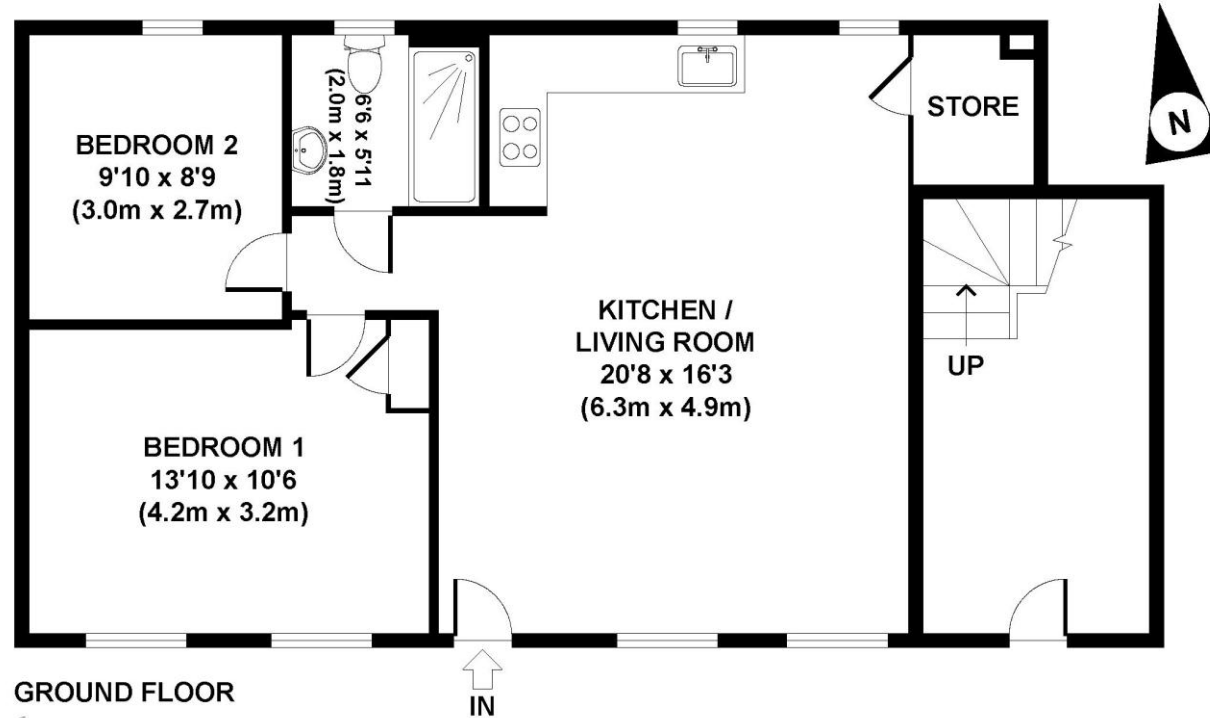 BEDROOM 2
9'10 x 8'9
(3.0m x 2.7m)
6'6 x 5'11
(2.0m x 1.8m)
STORE
N
KITCHEN /
LIVING ROOM
20'8 x 16'3
(6.3m x 4.9m)
UP
BEDROOM 1
13'10 x 10'6
(4.2m x 3.2m)
GROUND FLOOR
IN